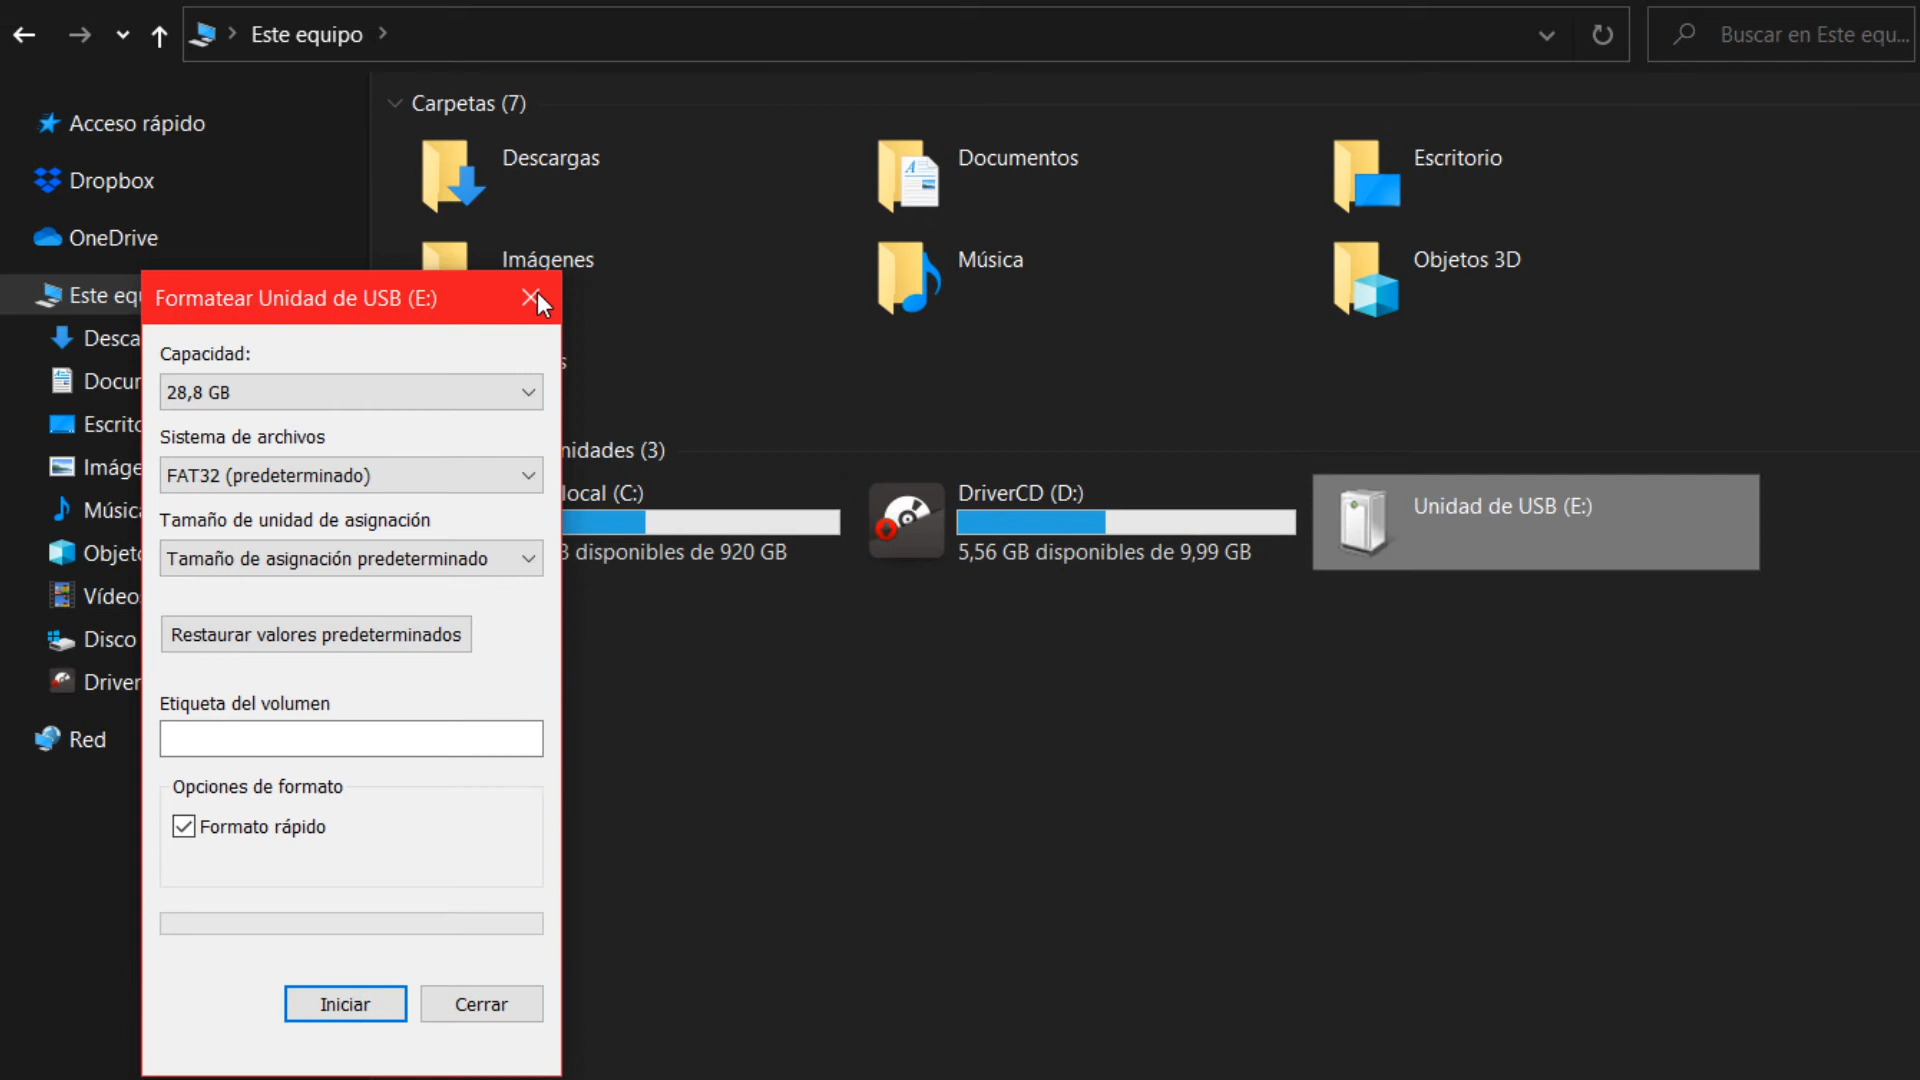 Este equipo
Buscar en Este equ...
Acceso rápido
Dropbox
OneDrive
Este eq
Desca
Docur
Escrito
Imáge
Música
Objeto
Vídeo
Disco
Driver
Red
Carpetas (7)
Descargas
Documentos
Escritorio
Imágenes
Música
Objetos 3D
s
nidades (3)
local (C:)
3 disponibles de 920 GB
DriverCD (D:)
5,56 GB disponibles de 9,99 GB
Unidad de USB (E:)
Formatear Unidad de USB (E:)
Capacidad:
28,8 GB
Sistema de archivos
FAT32 (predeterminado)
Tamaño de unidad de asignación
Tamaño de asignación predeterminado
Restaurar valores predeterminados
Etiqueta del volumen
Opciones de formato
Formato rápido
Iniciar
Cerrar